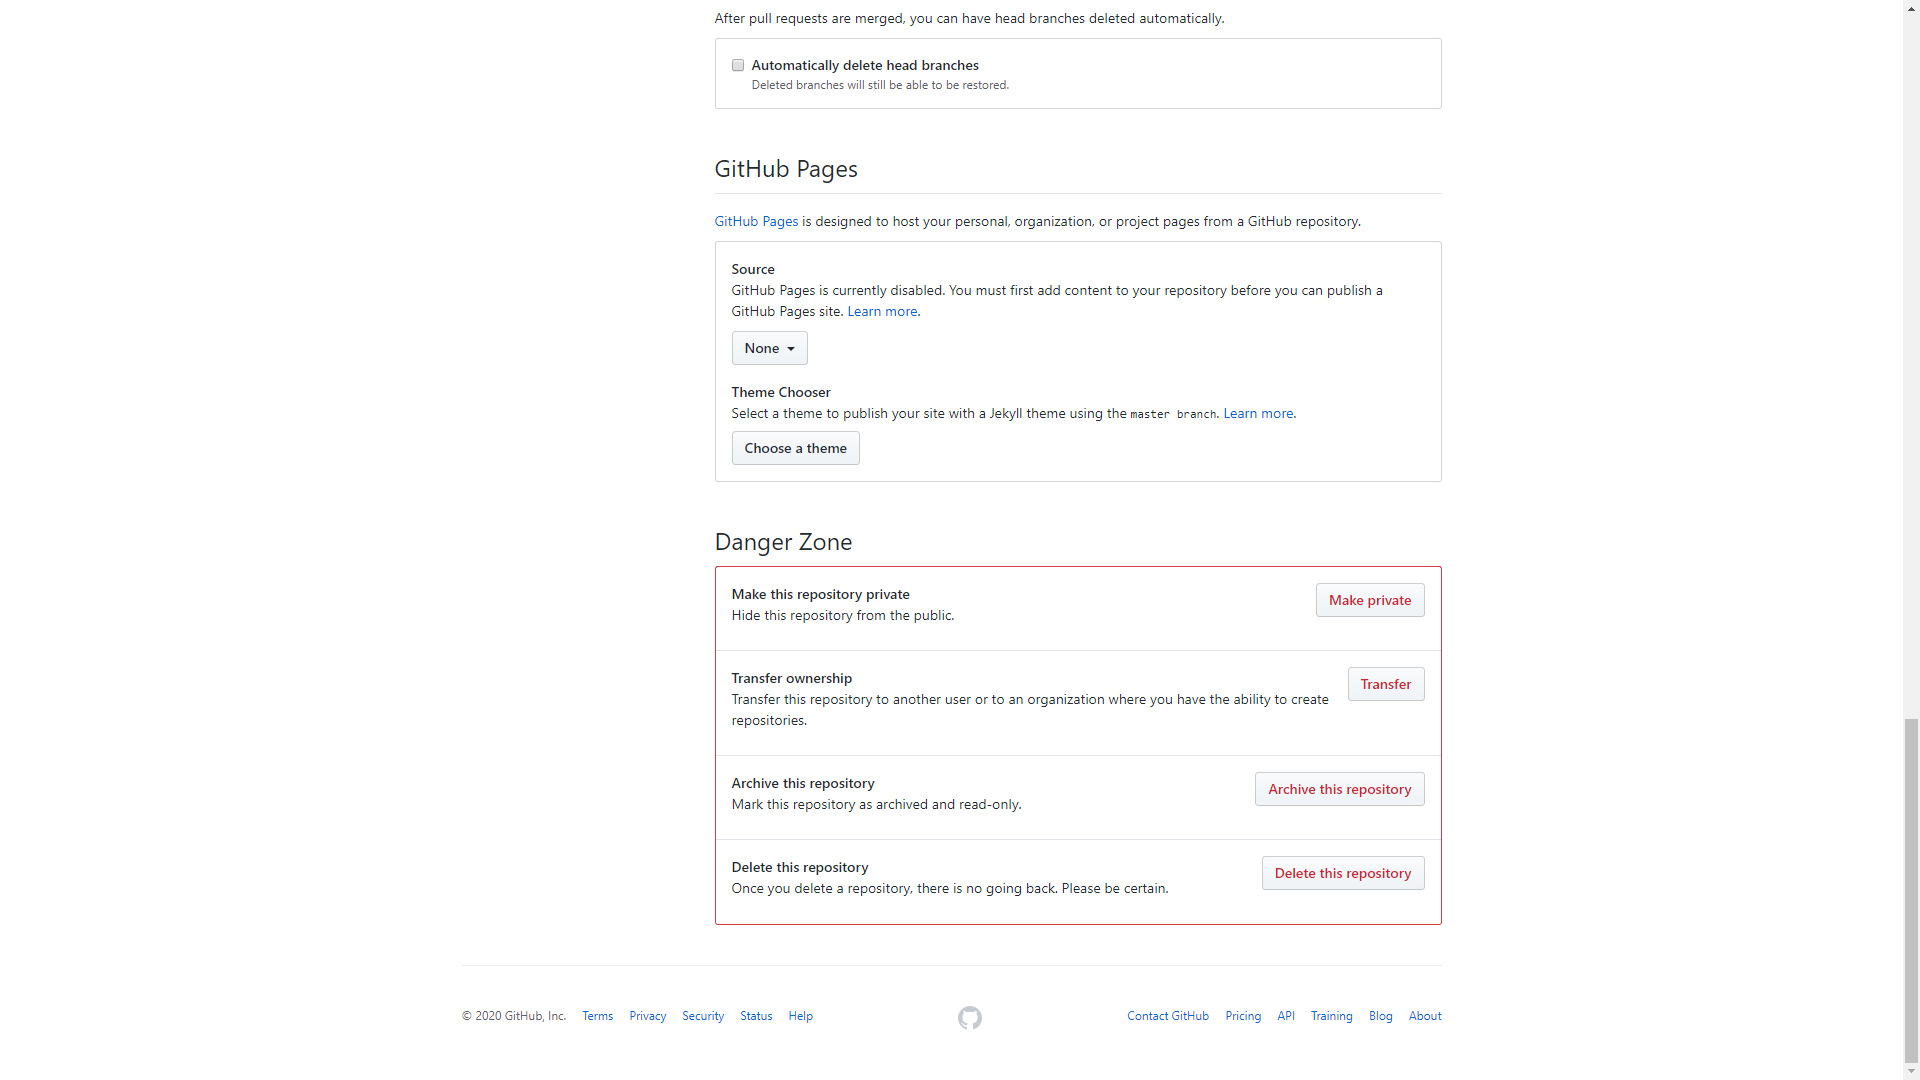 After pull requests are merged, you can have head branches deleted automatically.
Automatically delete head branches
Deleted branches will still be able to be restored.
GitHub Pages
GitHub Pages is designed to host your personal, organization, or project pages from a GitHub repository.
Source
GitHub Pages is currently disabled. You must first add content to your repository before you can publish a
GitHub Pages site. Learn more.
None
Theme Chooser
Select a theme to publish your site with a Jekyll theme using the master branch. Learn more.
Choose a theme
Danger Zone
Make this repository private
Hide this repository from the public.
Make private
Transfer ownership
Transfer this repository to another user or to an organization where you have the ability to create
repositories.
Transfer
Archive this repository
Mark this repository as archived and read-only.
Archive this repository
Delete this repository
Once you delete a repository, there is no going back. Please be certain.
Delete this repository
© 2020 GitHub, Inc. Terms Privacy Security Status Help Contact GitHub Pricing API Training Blog About